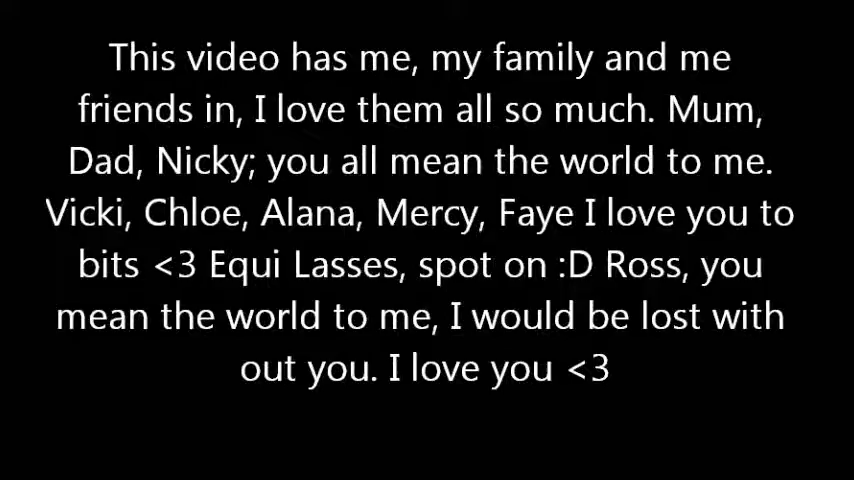 This video has me, my family and me
friends in, I love them all so much. Mum,
Dad, Nicky; you all mean the world to me.
Vicki, Chloe, Alana, Mercy, Faye I love you to
bits <3 Equi Lasses, spot on :D Ross, you
mean the world to me, I would be lost with
out you. I love you <3